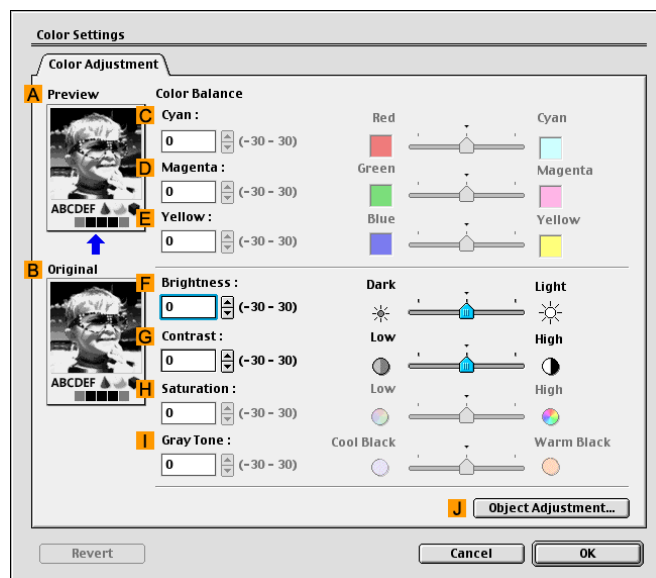 Color Settings
Color Adjustment
A Preview
Color Balance
C Cyan :
Red
Cyan
0 (-30 - 30)
D Magenta :
Green
Magenta
0 (-30 - 30)
ABCDEF
E Yellow :
Blue
Yellow
0 (-30 - 30)
B Original
F Brightness :
Dark
Light
0 (-30 - 30)
G Contrast :
Low
High
0 (-30 - 30)
ABCDEF
H Saturation :
Low
High
0 (-30 - 30)
I Gray Tone :
Cool Black
Warm Black
0 (-30 - 30)
J Object Adjustment...
Revert
Cancel
OK